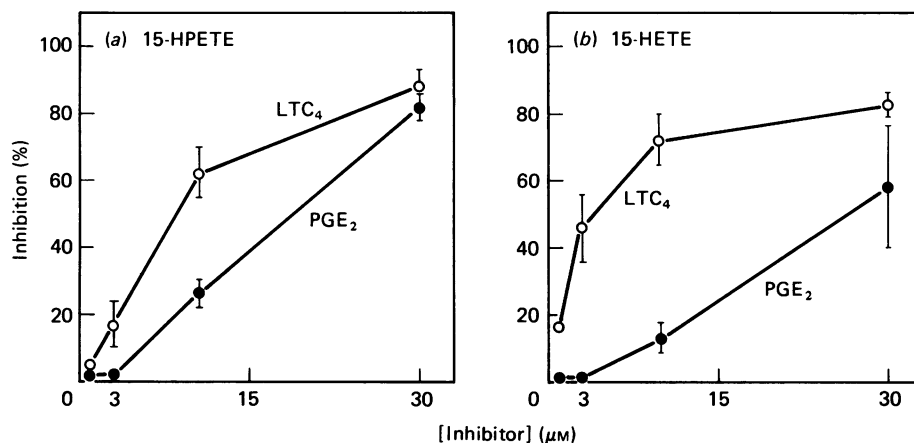 (a) 15-HPETE
(b) 15-HETE
Inhibition (%)
100
80
60
40
20
0
3
15
30
LTC₄
PGE₂
100
80
60
40
20
0
3
15
30
LTC₄
PGE₂
[Inhibitor] (μM)